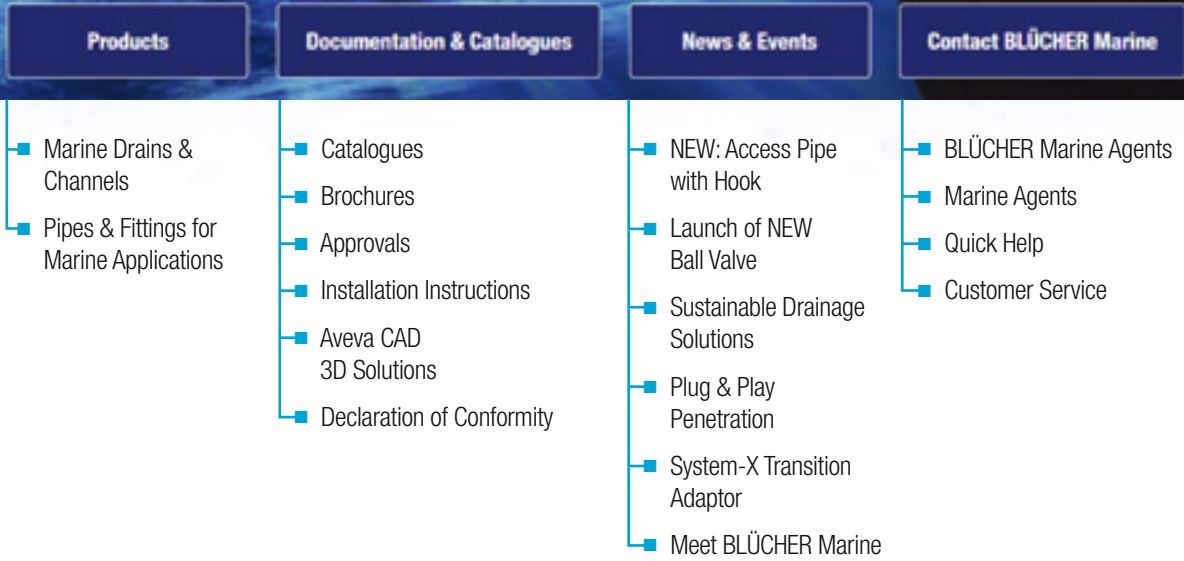 Products
Documentation & Catalogues
News & Events
Contact BLÜCHER Marine
Marine Drains &
Channels
Pipes & Fittings for
Marine Applications
Catalogues
Brochures
Approvals
Installation Instructions
Aveva CAD
3D Solutions
Declaration of Conformity
NEW: Access Pipe
with Hook
Launch of NEW
Ball Valve
Sustainable Drainage
Solutions
Plug & Play
Penetration
System-X Transition
Adaptor
Meet BLÜCHER Marine
BLÜCHER Marine Agents
Marine Agents
Quick Help
Customer Service